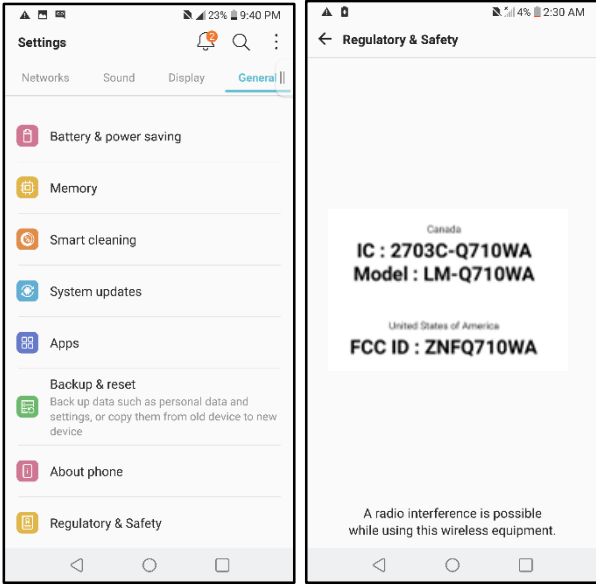 23% 9:40 PM
Settings
2
Networks Sound Display General
Battery & power saving
Memory
Smart cleaning
System updates
Apps
Backup & reset
Back up data such as personal data and
settings, or copy them from old device to new
device
About phone
Regulatory & Safety
4% 2:30 AM
Regulatory & Safety
Canada
IC : 2703C-Q710WA
Model : LM-Q710WA
United States of America
FCC ID : ZNFQ710WA
A radio interference is possible
while using this wireless equipment.